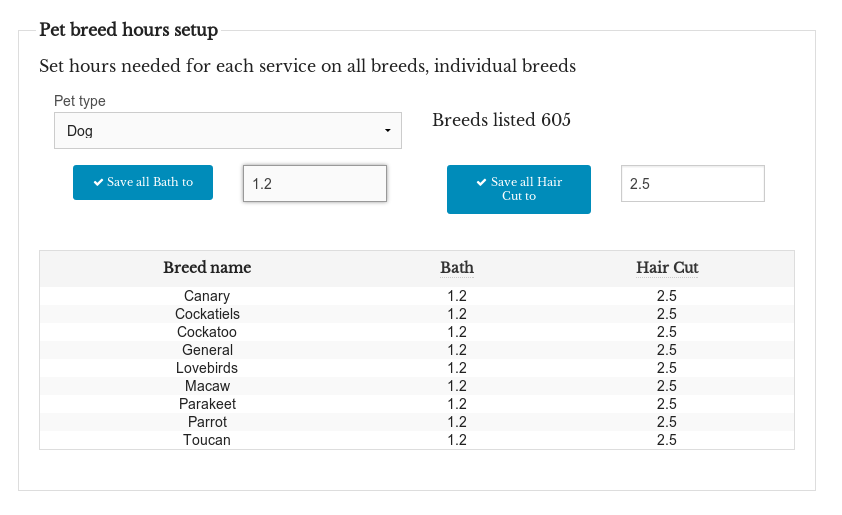 Pet breed hours setup
Set hours needed for each service on all breeds, individual breeds
Pet type
Dog
Breeds listed 605
Save all Bath to 1.2 Save all Hair
Cut to 2.5
Breed name Bath Hair Cut
Canary 1.2 2.5
Cockatiels 1.2 2.5
Cockatoo 1.2 2.5
General 1.2 2.5
Lovebirds 1.2 2.5
Macaw 1.2 2.5
Parakeet 1.2 2.5
Parrot 1.2 2.5
Toucan 1.2 2.5